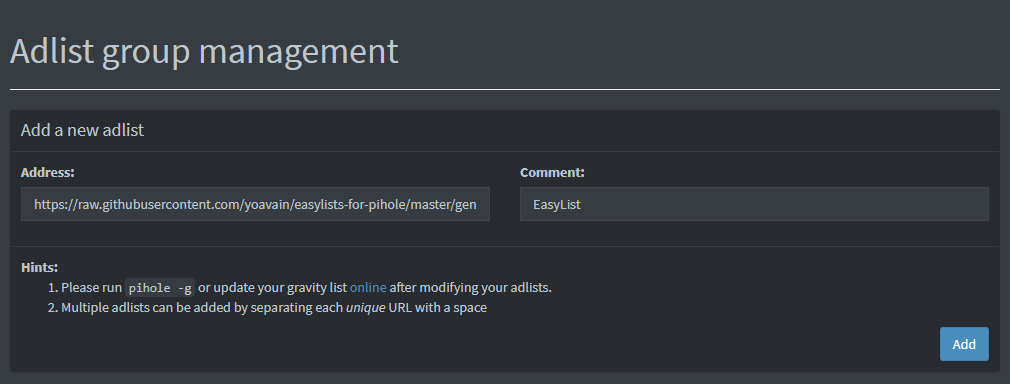 Adlist group management
Add a new adlist
Address:
Comment:
https://raw.githubusercontent.com/yoavain/easylists-for-pihole/master/gen
EasyList
Hints:
1. Please run pihole -g or update your gravity list online after modifying your adlists.
2. Multiple adlists can be added by separating each unique URL with a space
Add